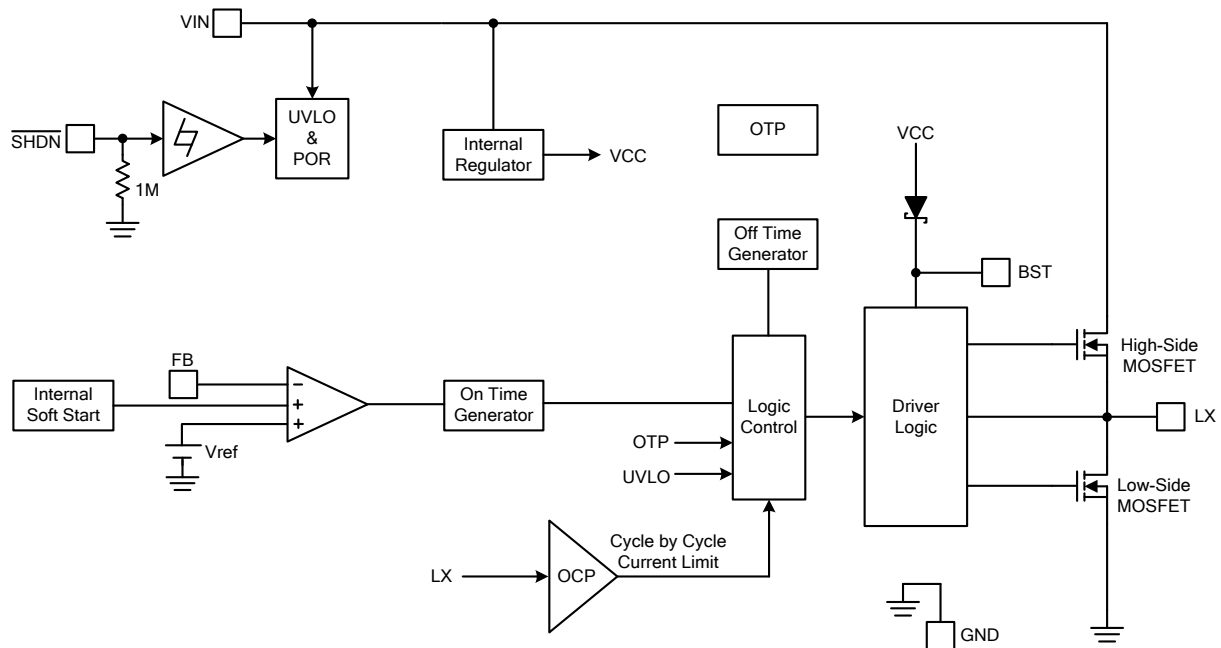 VIN
SHDN
1M
UVLO
&
POR
Internal
Regulator
VCC
OTP
VCC
Off Time
Generator
BST
FB
Internal
Soft Start
−
+
+
Vref
On Time
Generator
OTP
UVLO
Logic
Control
Driver
Logic
High-Side
MOSFET
LX
Low-Side
MOSFET
LX
OCP
Cycle by Cycle
Current Limit
GND